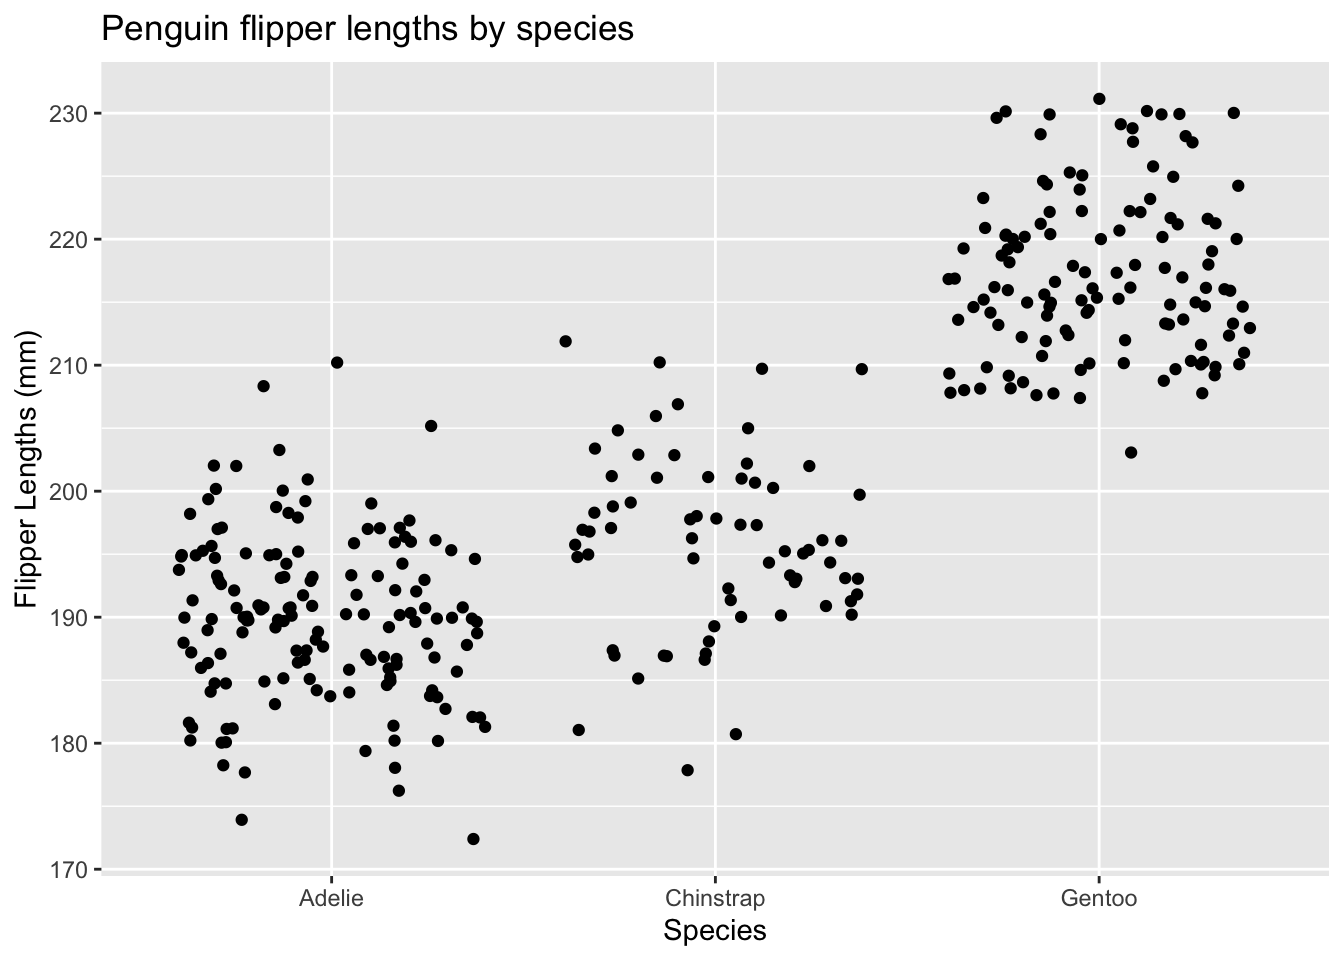 Penguin flipper lengths by species
Flipper Lengths (mm)
230
220
210
200
190
180
170
Adelie
Chinstrap
Gentoo
Species